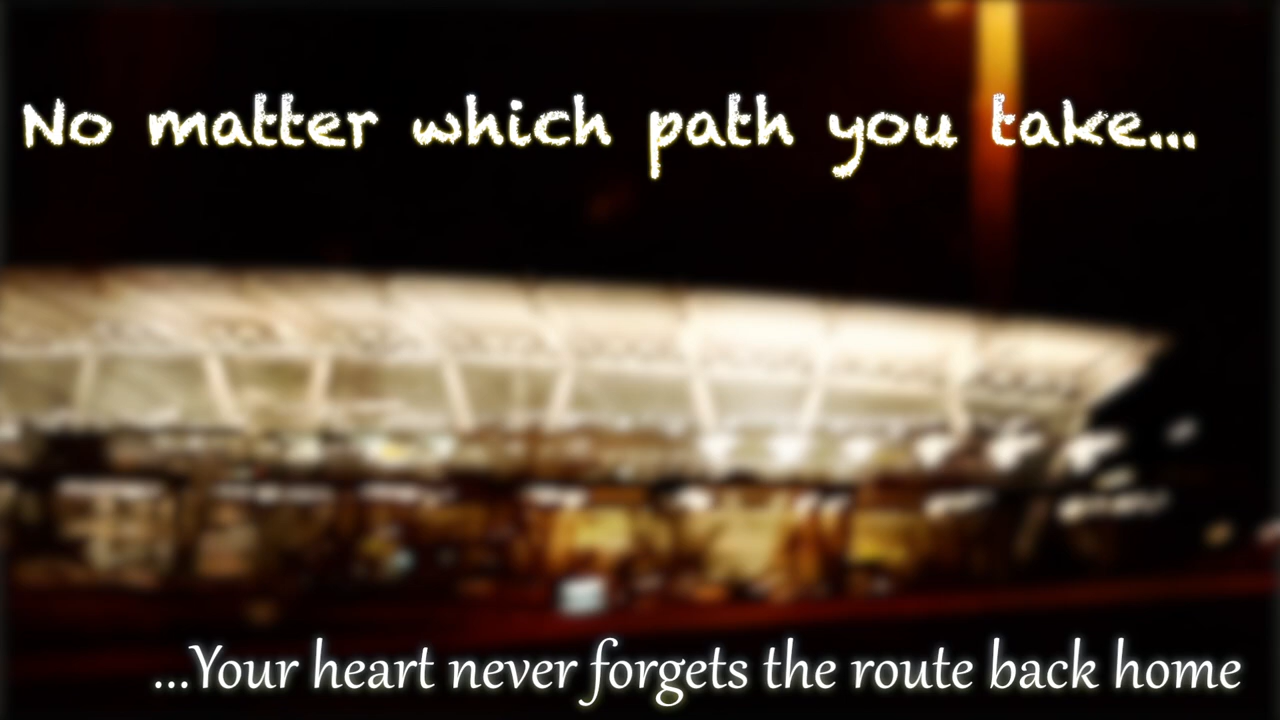 No matter which path you take...
...Your heart never forgets the route back home